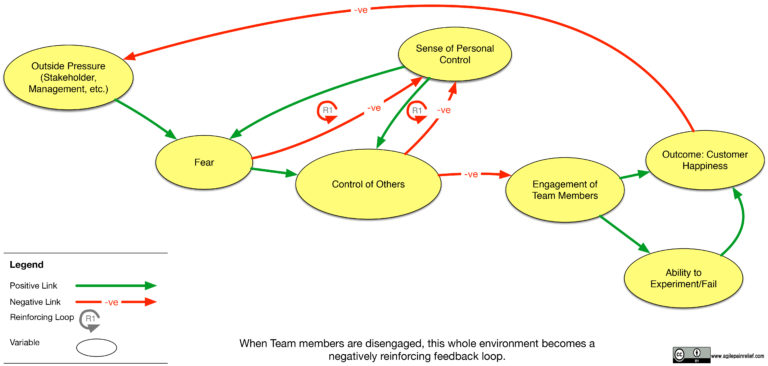 -ve
Sense of Personal
Control
Outside Pressure
(Stakeholder,
Management, etc.)
R1
-ve
R1
-ve
Fear
Control of Others
-ve
Engagement of
Team Members
Outcome: Customer
Happiness
Ability to
Experiment/Fail
Legend
Positive Link
Negative Link
-ve
Reinforcing Loop
R1
Variable
When Team members are disengaged, this whole environment becomes a
negatively reinforcing feedback loop.
cc
BY
www.agilepainrelief.com